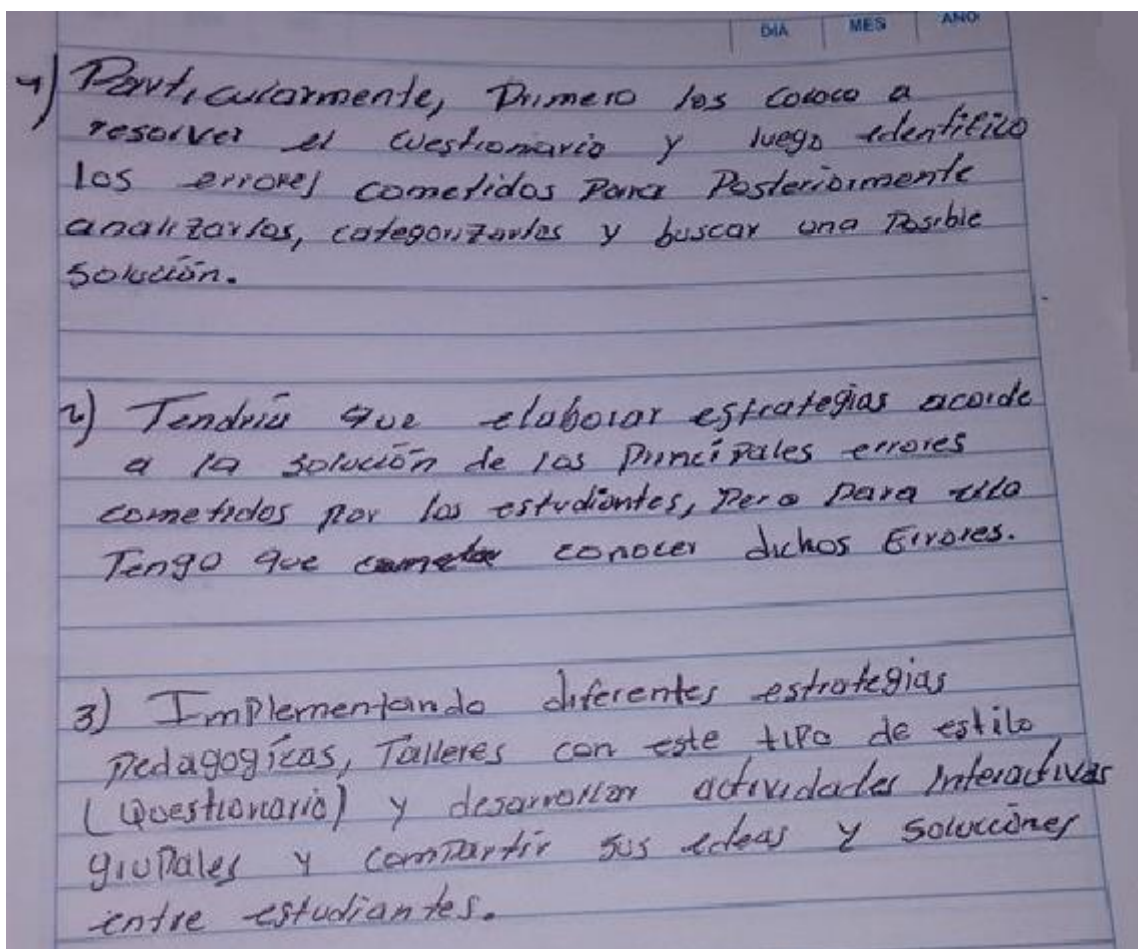 DIA MES AÑO
1) Particularmente, Primero los coloco a
resolver el cuestionario y luego identifico
los errores cometidos Para Posteriormente
analizarlos, categorizarlos y buscar una Posible
solución.
2) Tendría que elaborar estrategias acorde
a la solución de los Principales errores
cometidos por los estudiantes, Pero Para ello
Tengo que conocer dichos Errores.
3) Implementando diferentes estrategias
Pedagogícas, Talleres con este tipo de estilo
(Questionario) y desarrollar actividades Interactivas
grupales y compartir sus ideas y soluciones
entre estudiantes.